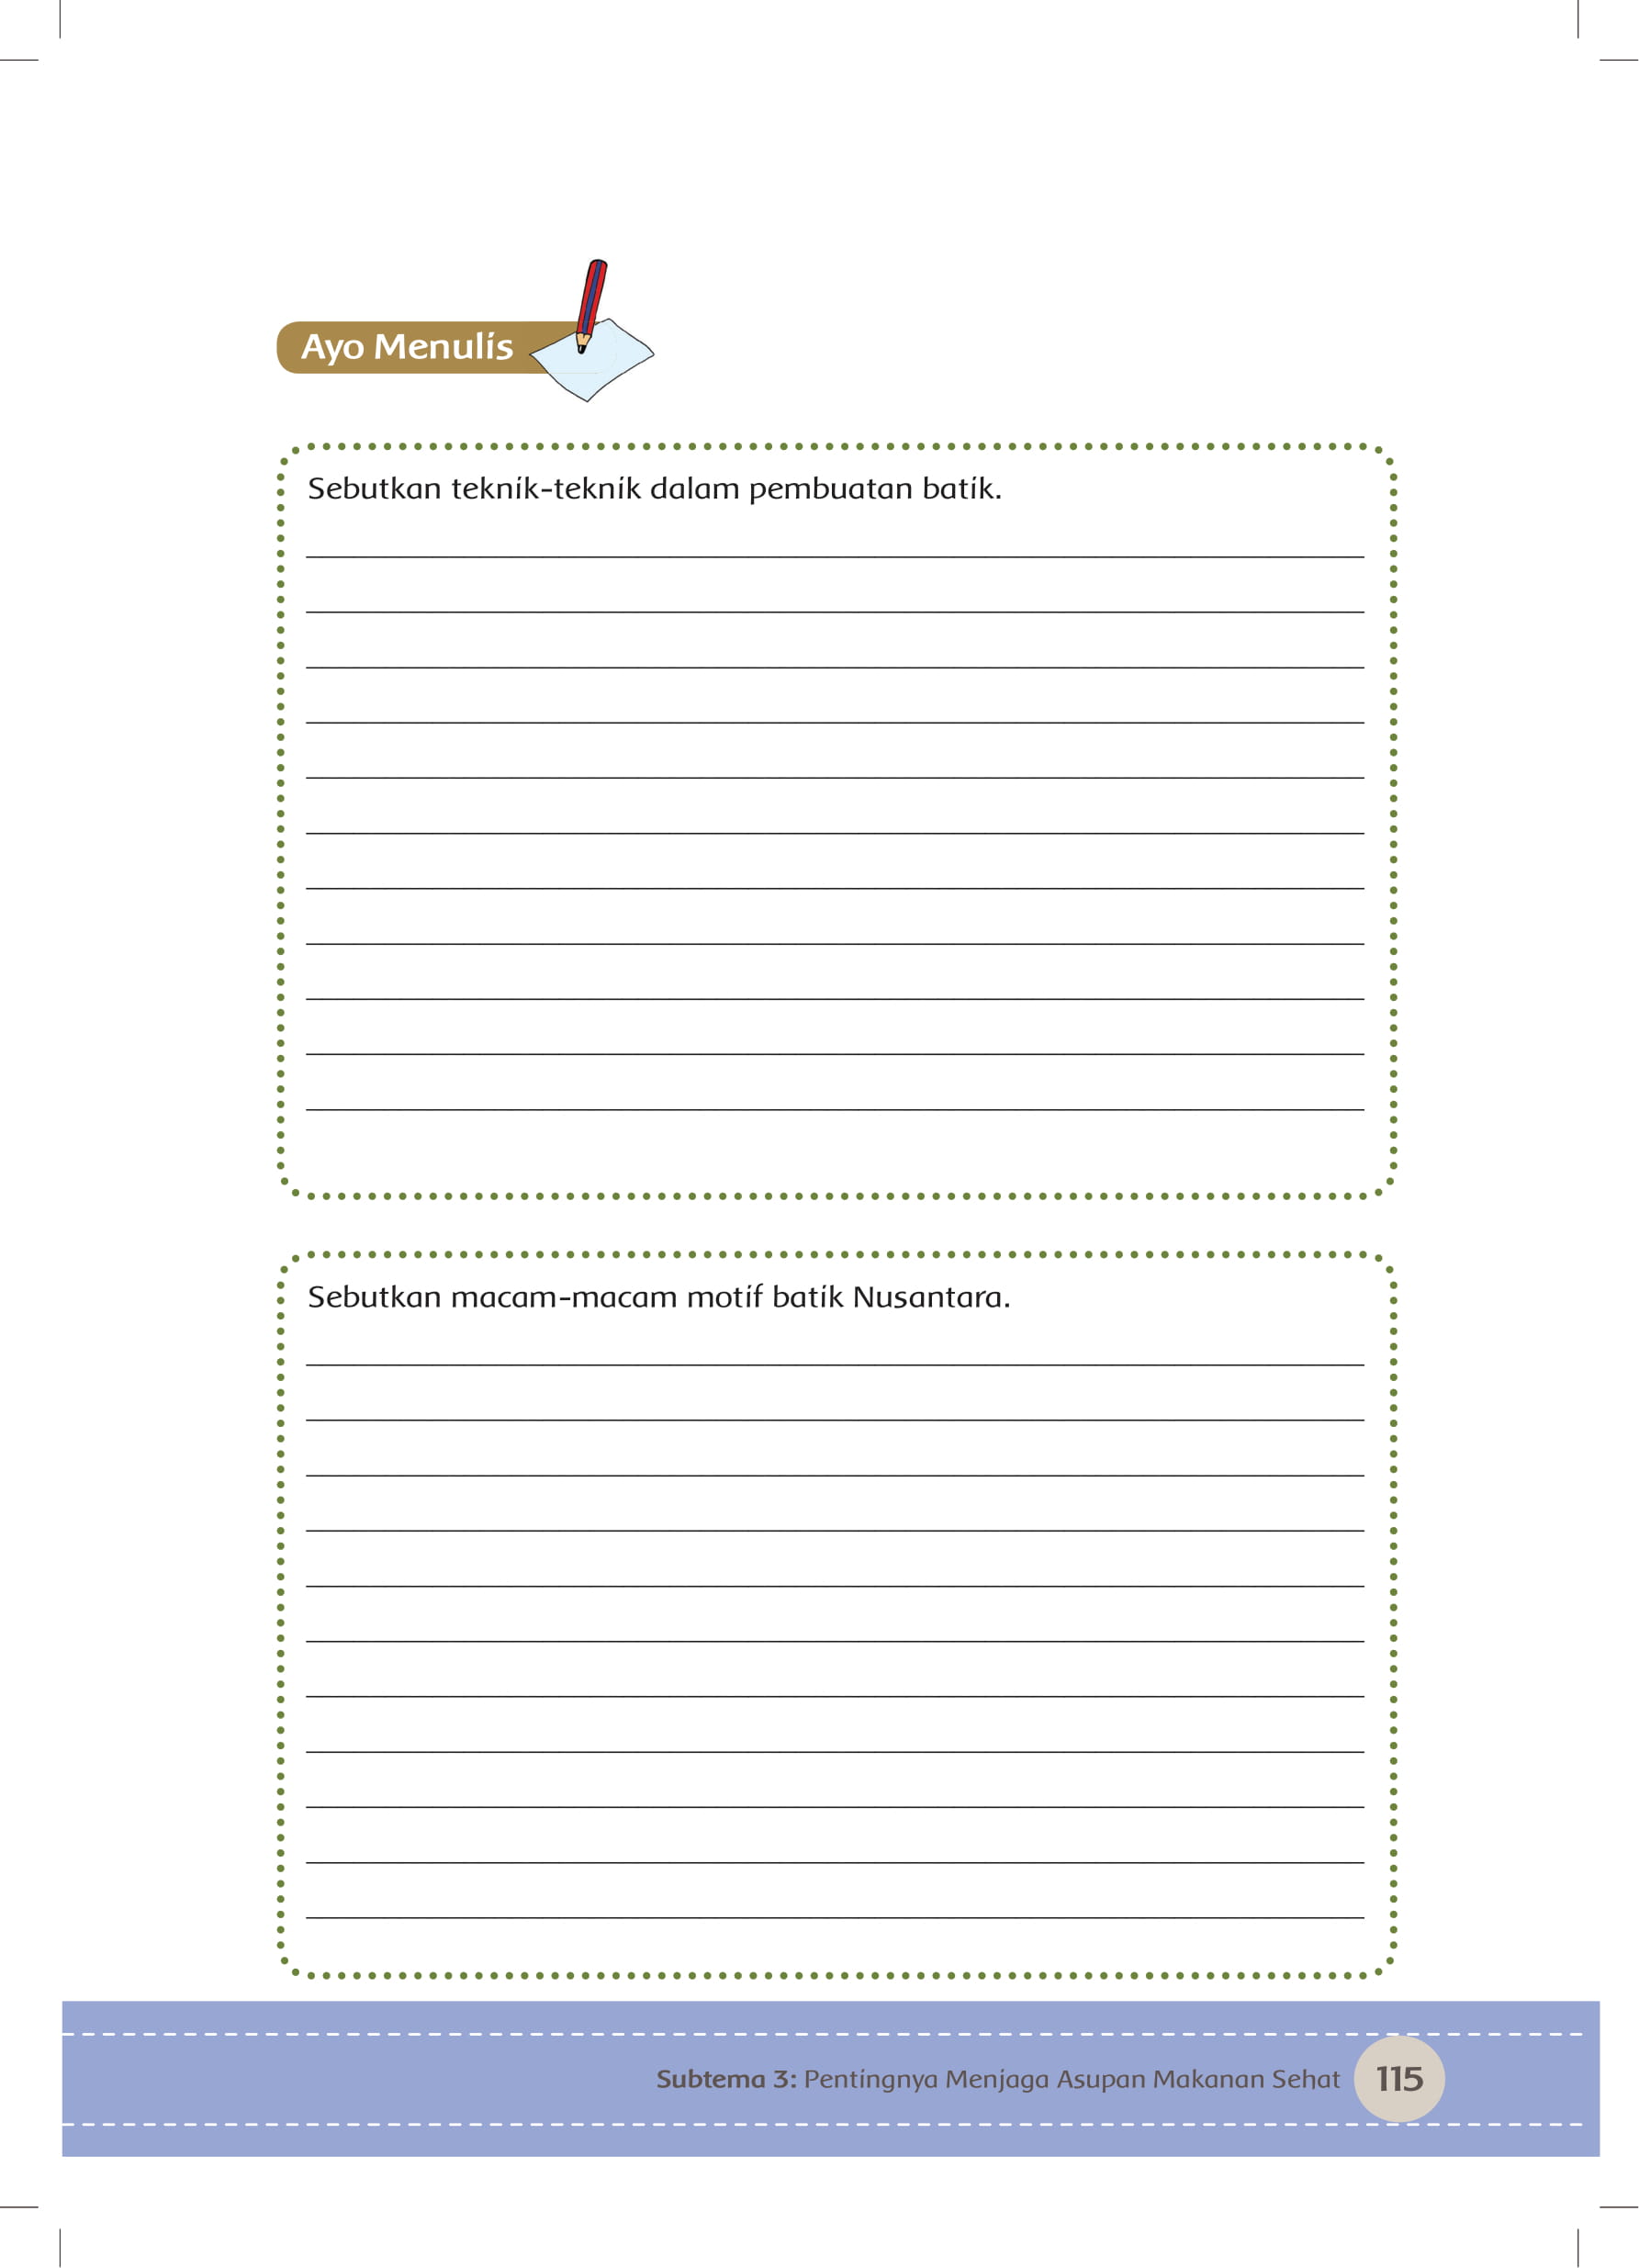 Ayo Menulis
Sebutkan teknik-teknik dalam pembuatan batik.
Sebutkan macam-macam motif batik Nusantara.
Subtema 3: Pentingnya Menjaga Asupan Makanan Sehat 115